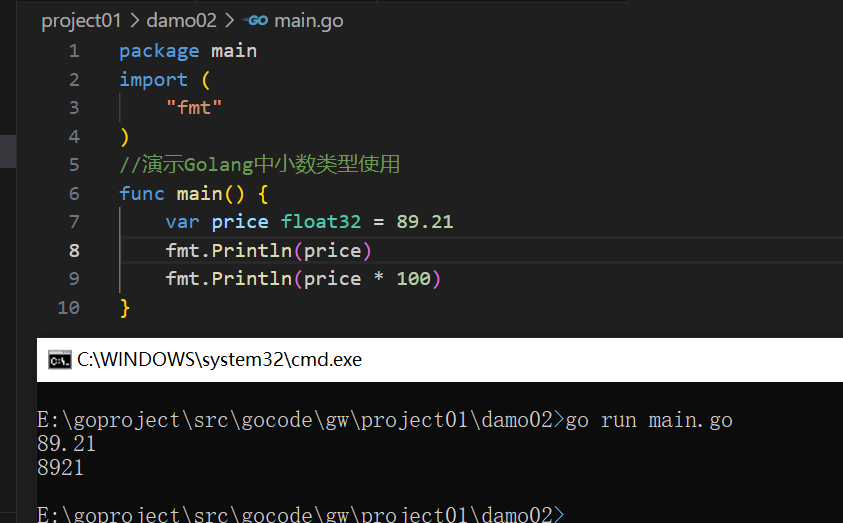 project01 > damo02 > GO main.go
1 package main
2 import (
3 "fmt"
4 )
5 //演示Golang中小数类型使用
6 func main() {
7 var price float32 = 89.21
8 fmt.Println(price)
9 fmt.Println(price * 100)
10 }
C:\WINDOWS\system32\cmd.exe
E:\goproject\src\gocode\gw\project01\damo02>go run main.go
89.21
8921
E:\goproject\src\gocode\gw\project01\damo02>